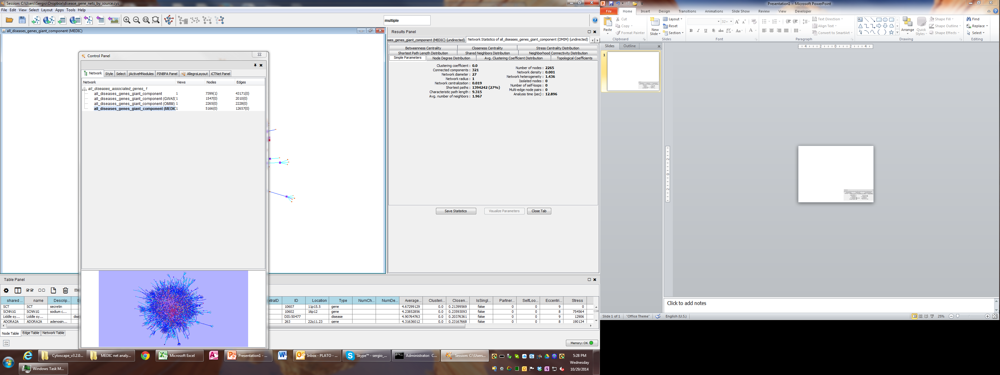 Session: C:\Users\Sergio\Dropbox\disease_gene_nets_by_source.cys
File Edit View Select Layout Apps Tools Help
multiple
all_diseases_genes_giant_component (MEDIC)
Control Panel
Network Style Select jActiveMNodules PINBPA Panel AllegroLayout iCTNet Panel
Network Views Nodes Edges
all_diseases_associated_genes_1
all_diseases_genes_giant_component 1 7399(1) 43171(0)
all_diseases_genes_giant_component (GWAS) 1 1547(0) 2010(0)
all_diseases_genes_giant_component (OMIM) 1 2265(0) 2228(0)
all_diseases_genes_giant_component (MEDIC 1 5166(0) 12657(0)
Results Panel
ses_genes_giant_component (MEDIC) (undirected) Network Statistics of all_diseases_genes_giant_component (OMIM) (undirected)
Betweenness Centrality Closeness Centrality Stress Centrality Distribution
Shortest Path Length Distribution Shared Neighbors Distribution Neighborhood Connectivity Distribution
Simple Parameters Node Degree Distribution Avg. Clustering Coefficient Distribution Topological Coefficients
Clustering coefficient : 0.0
Connected components : 321
Network diameter : 27
Network radius : 1
Network centralization : 0.019
Shortest paths : 1394242 (27%)
Characteristic path length : 9.315
Avg. number of neighbors : 1.967
Number of nodes : 2265
Network density : 0.001
Network heterogeneity : 1.436
Isolated nodes : 0
Number of self-loops : 0
Multi-edge node pairs : 0
Analysis time (sec) : 12.896
Save Statistics Visualize Parameters Close Tab
Table Panel
shared ... name Descrip... D xtraID ID Location Type NumCh... NumDe... Average... Clusteri... Closen... IsSingl... Partner... SelfLoo... Eccentri... Stress
SCT SCT secretin 10607 11p15.5 gene 4.67299129 0.0 0.21399569 false 0 0 9 0
SCNN1G SCNN1G sodium c... 10602 16p12 gene 4.23852856 0.0 0.23593093 false 0 0 8 754564
Liddle sy... Liddle sy... dise DIS:50477 disease 4.90764763 0.0 0.20376361 false 0 0 9 12906
ADORA2A ADORA2A adenosin... 263 22q11.23 gene 4.31636012 0.0 0.23167668 false 0 0 8 190134
Node Table Edge Table Network Table
Memory: OK
Presentation1 - Microsoft PowerPoint
File Home Insert Design Transitions Animations Slide Show Review View Developer
Paste Cut Copy Format Painter
Clipboard
New Slide Layout Reset Section
Slides
32
B I U S abc AV Aa A
Font
Text Direction
Align Text
Convert to SmartArt
Paragraph
Arrange Quick Styles Shape Fill Shape Outline Shape Effects
Drawing
Find
Replace
Select
Editing
Slides Outline
1
4 2 0 2 4
2 0 2
Click to add notes
Slide 1 of 1 "Office Theme" English (U.S.) 25%
Cytoscape_v3.2.0... MEDIC net analy... Microsoft Excel Presentation1 - ... Inbox - PLATO - ... Skype™ - sergio_... Administrator: C... Session: C:\Users...
Windows Task M...
5:28 PM
Wednesday
10/29/2014